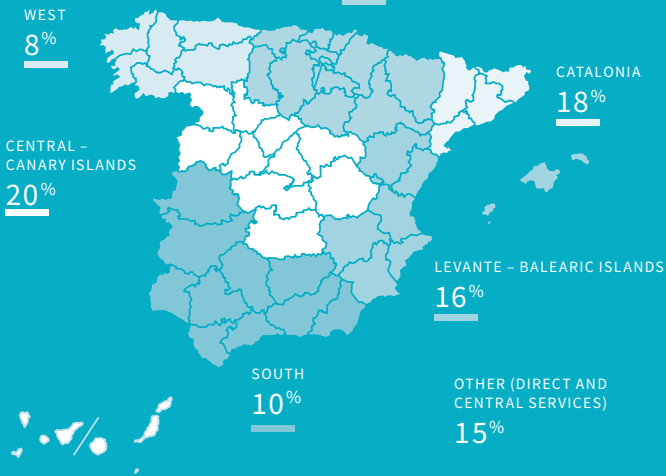 WEST
8%
CATALONIA
18%
CENTRAL –
CANARY ISLANDS
20%
LEVANTE – BALEARIC ISLANDS
16%
SOUTH
10%
OTHER (DIRECT AND
CENTRAL SERVICES)
15%